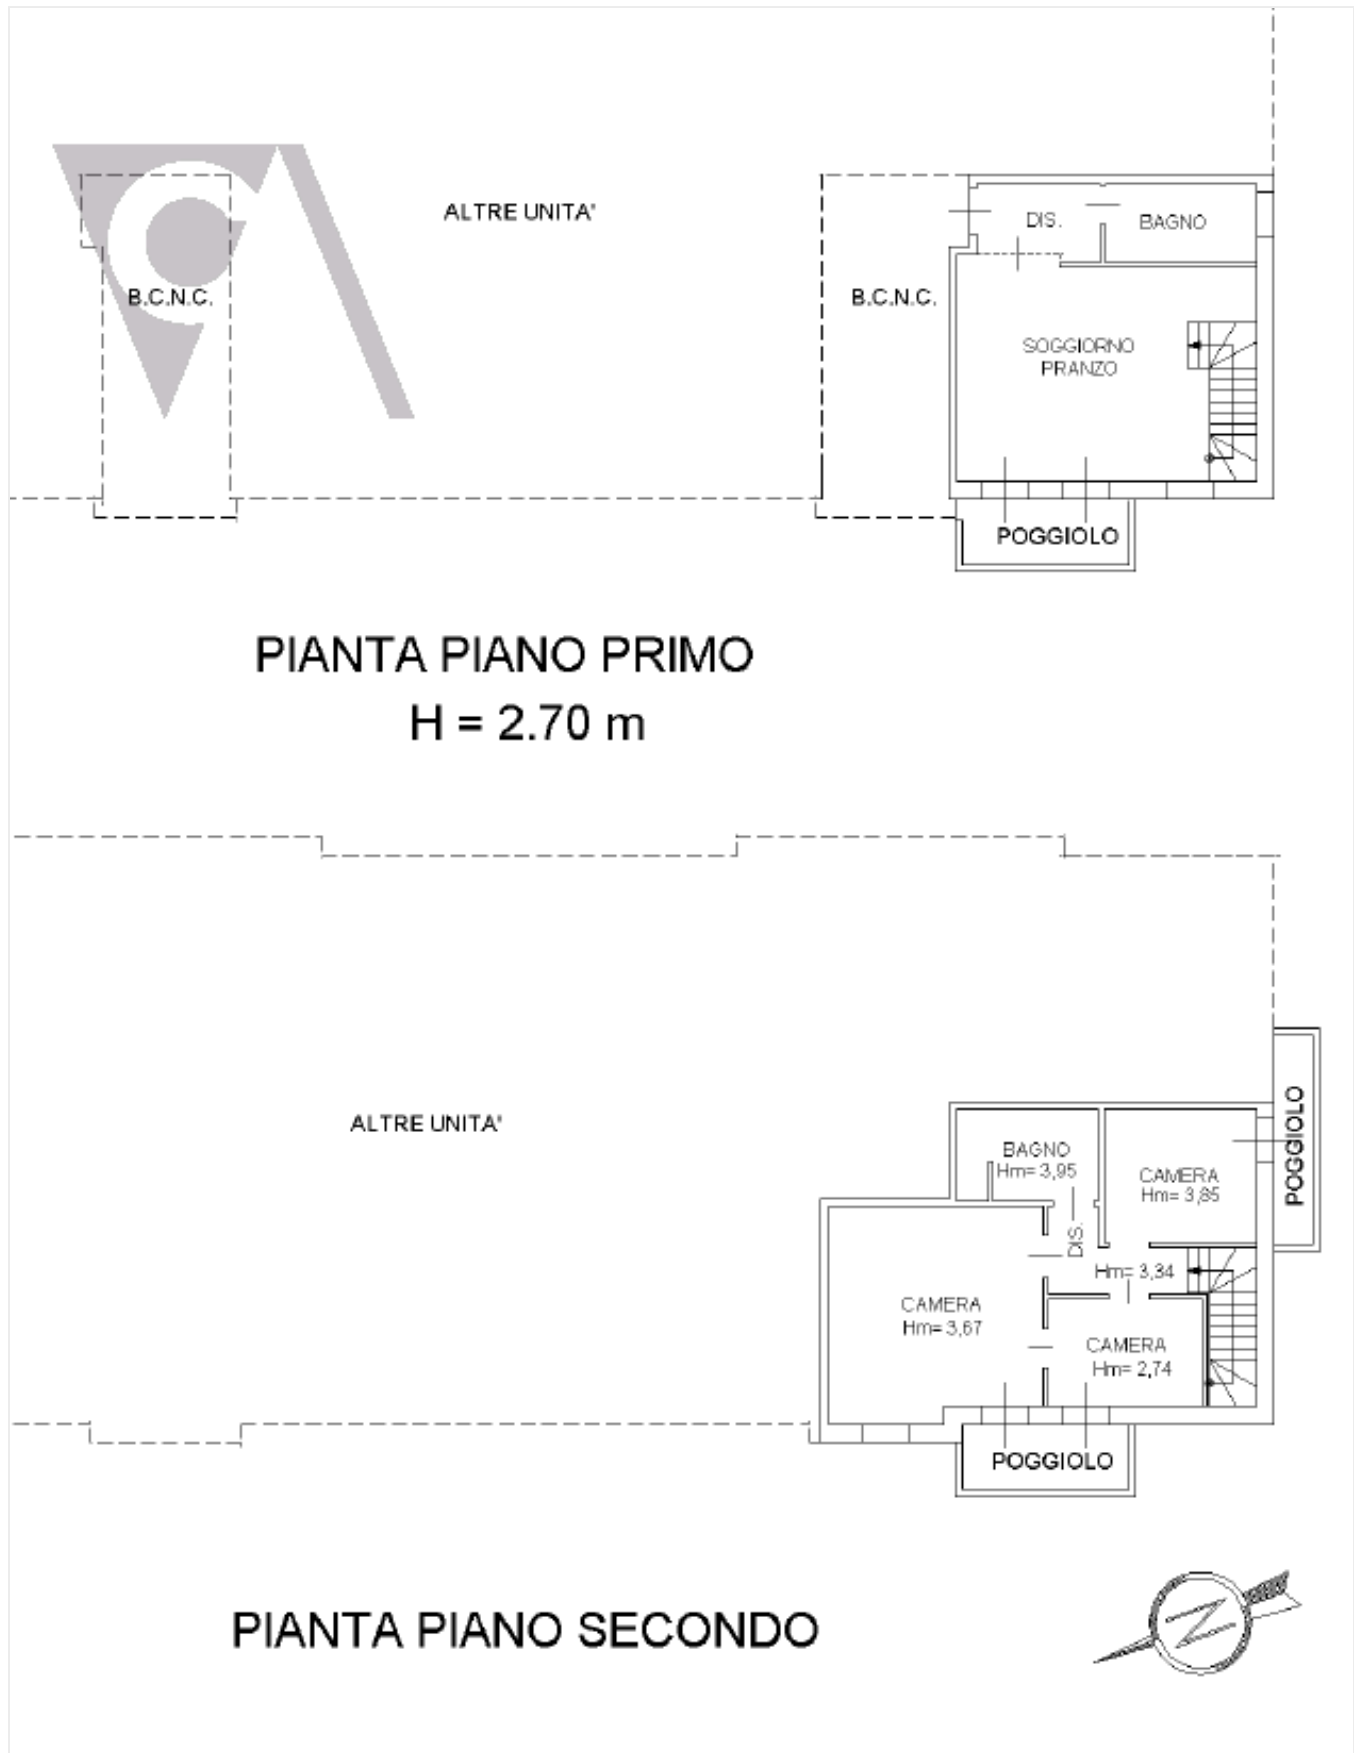 ALTRE UNITA'
DIS.
BAGNO
B.C.N.C.
B.C.N.C.
SOGGIORNO
PRANZO
POGGIOLO
PIANTA PIANO PRIMO
H = 2.70 m
ALTRE UNITA'
POGGIOLO
BAGNO
Hm= 3,95
CAMERA
Hm= 3,85
DIS.
Hm= 3,34
CAMERA
Hm= 3,67
CAMERA
Hm= 2,74
POGGIOLO
PIANTA PIANO SECONDO
N